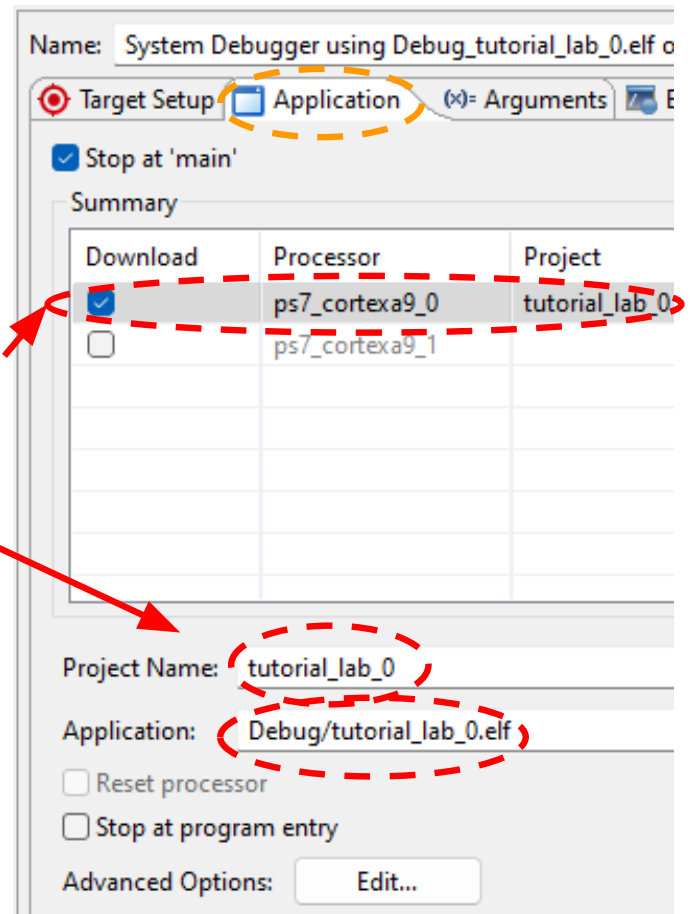 Name: System Debugger using Debug_tutorial_lab_0.elf o
Target Setup Application (x)= Arguments E
Stop at 'main'
Summary
Download Processor Project
ps7_cortexa9_0 tutorial_lab_0
ps7_cortexa9_1
Project Name: tutorial_lab_0
Application: Debug/tutorial_lab_0.elf
Reset processor
Stop at program entry
Advanced Options: Edit...